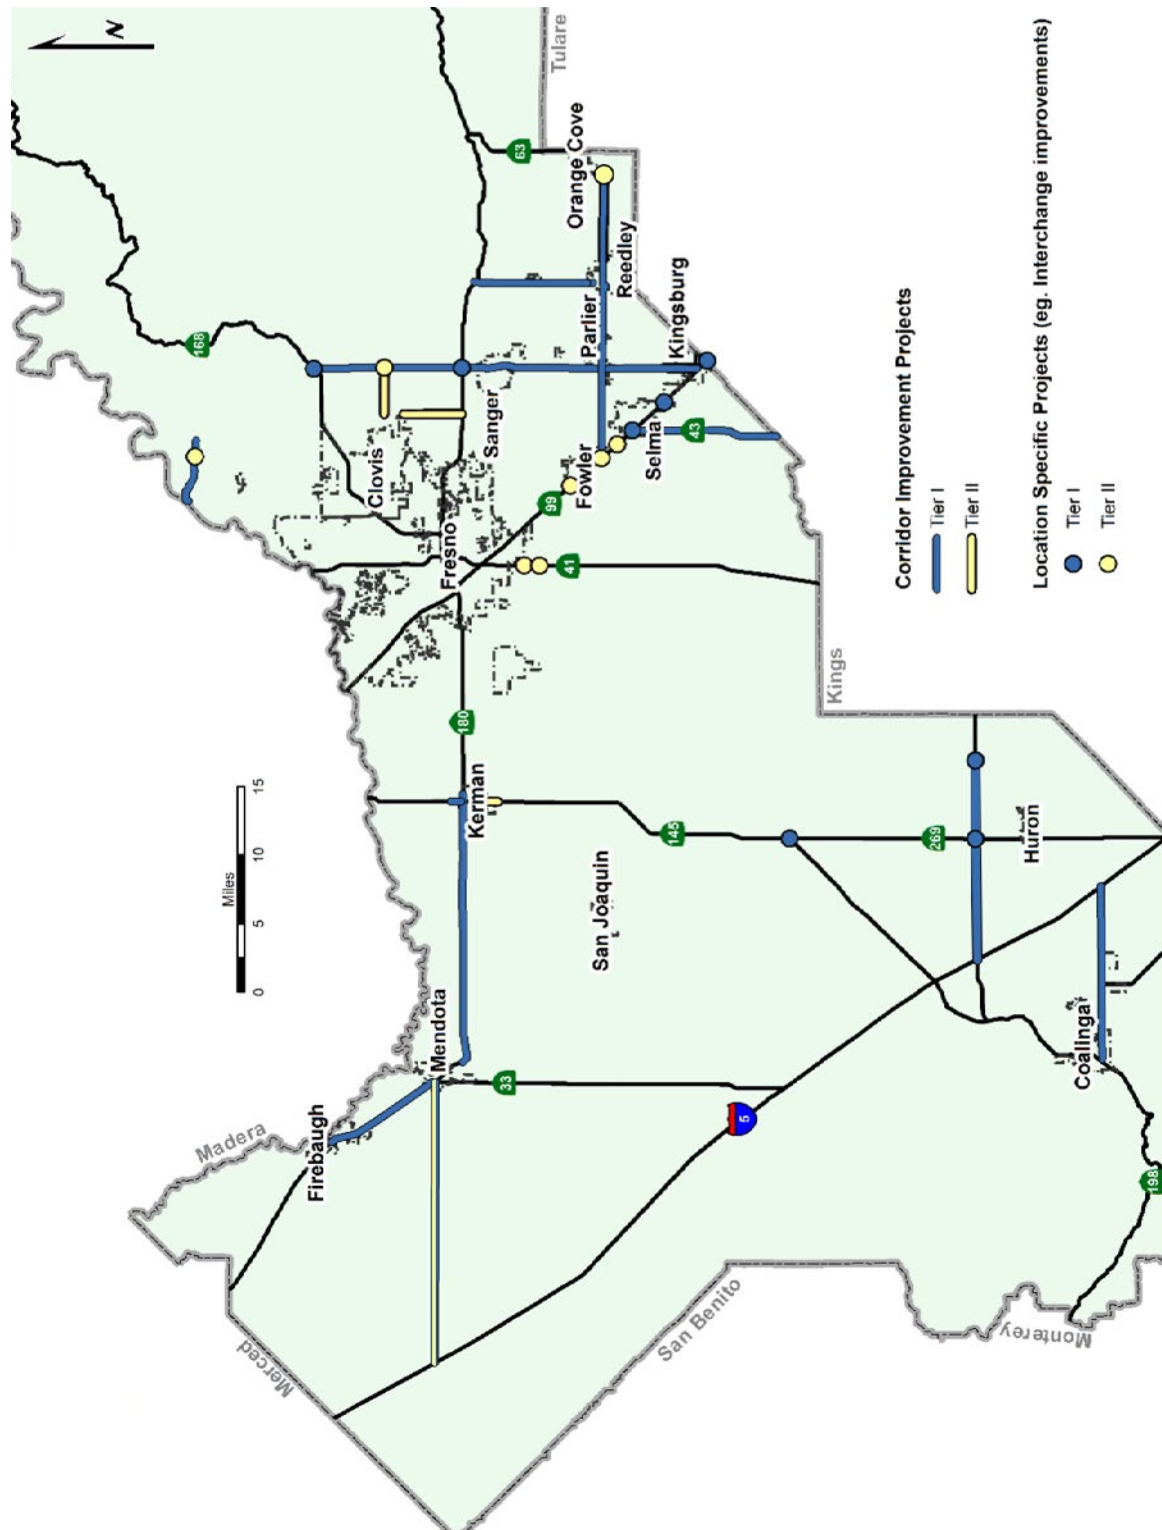 N
Tulare
63
168
Orange Cove
Reedley
Parlier
Kingsburg
Sanger
Clovis
Selma
43
Fowler
99
Fresno
41
Kings
180
Miles
0
5
10
15
Kerman
145
269
Huron
San Joaquin
Mendota
33
Firebaugh
Madera
5
Coalinga
198
Merced
San Benito
Monterey
Corridor Improvement Projects
Tier I
Tier II
Location Specific Projects (eg. Interchange improvements)
Tier I
Tier II